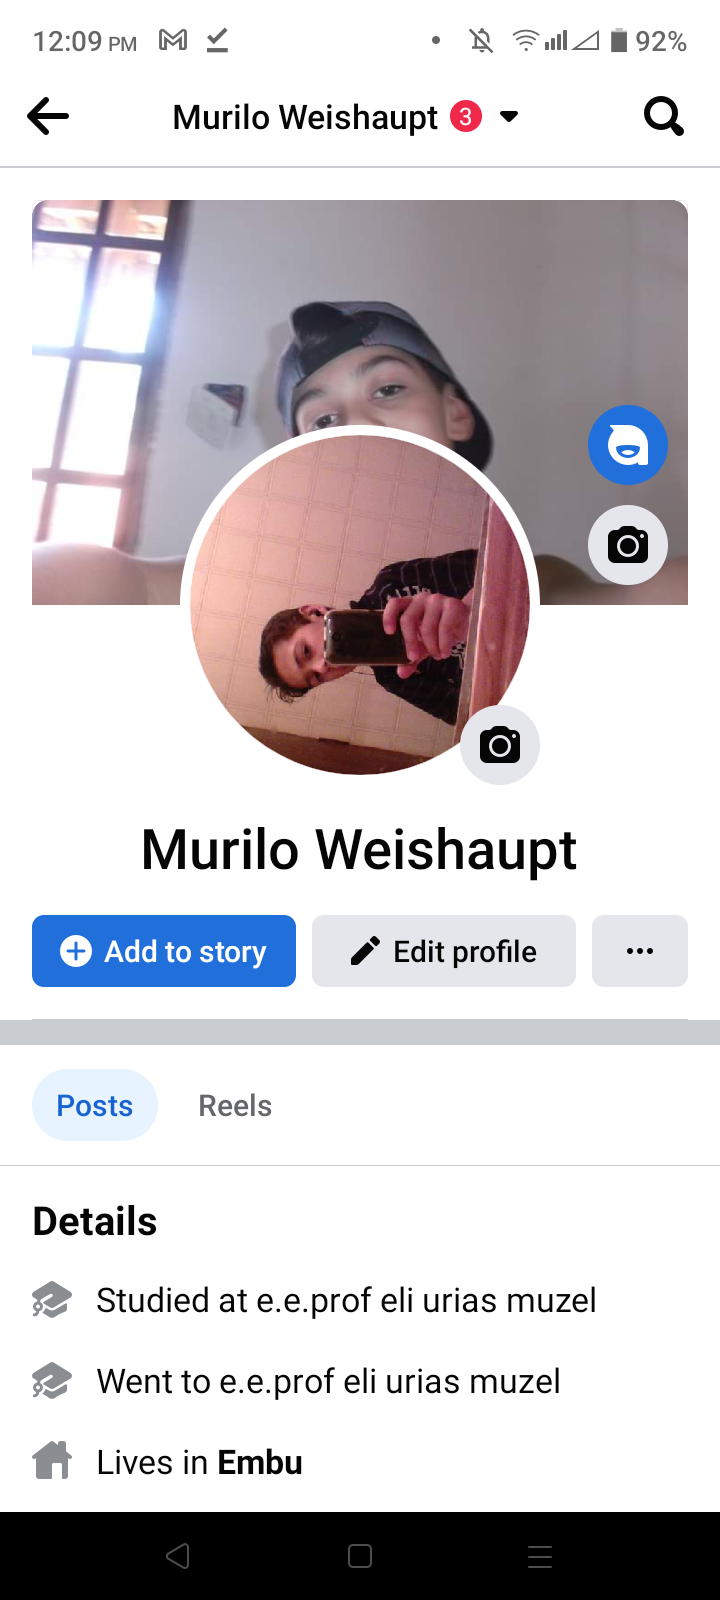 12:09 PM 92%
Murilo Weishaupt 3
Murilo Weishaupt
Add to story Edit profile
Posts Reels
Details
Studied at e.e.prof eli urias muzel
Went to e.e.prof eli urias muzel
Lives in Embu